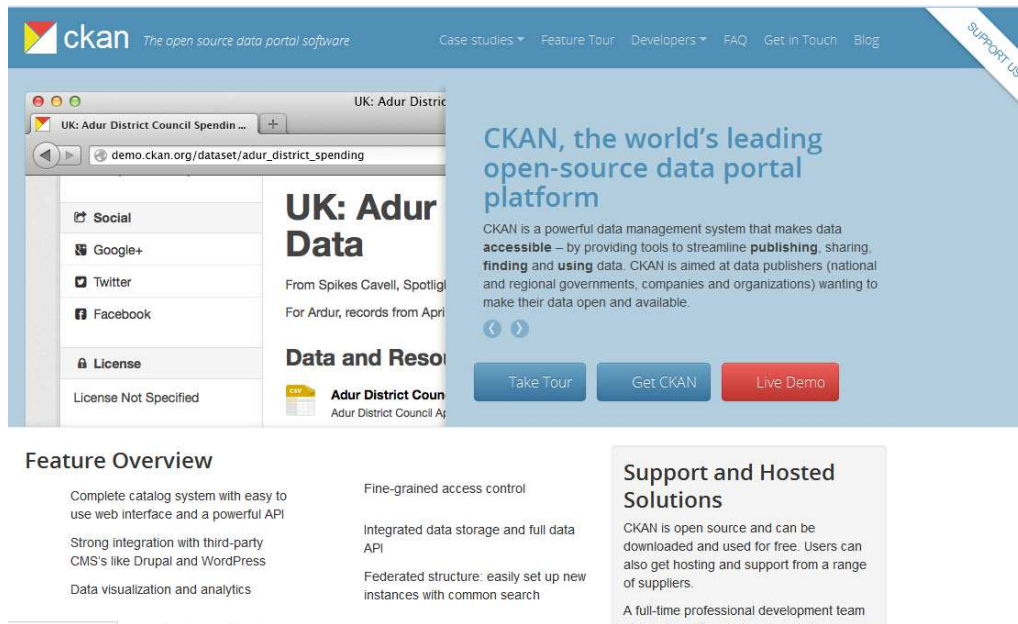 ckan The open source data portal software
Case studies Feature Tour Developers FAQ Get in Touch Blog
SUPPORT US
UK: Adur Distric
UK: Adur District Council Spendin ...
demo.ckan.org/dataset/adur_district_spending
Social
Google+
Twitter
Facebook
License
License Not Specified
UK: Adur
Data
From Spikes Cavell, Spotlig
For Ardur, records from Apri
Data and Reso
CSV
Adur District Coun
Adur District Council Ap
CKAN, the world's leading
open-source data portal
platform
CKAN is a powerful data management system that makes data
accessible – by providing tools to streamline publishing, sharing,
finding and using data. CKAN is aimed at data publishers (national
and regional governments, companies and organizations) wanting to
make their data open and available.
Take Tour
Get CKAN
Live Demo
Feature Overview
Complete catalog system with easy to
use web interface and a powerful API
Strong integration with third-party
CMS's like Drupal and WordPress
Data visualization and analytics
Fine-grained access control
Integrated data storage and full data
API
Federated structure: easily set up new
instances with common search
Support and Hosted
Solutions
CKAN is open source and can be
downloaded and used for free. Users can
also get hosting and support from a range
of suppliers.
A full-time professional development team